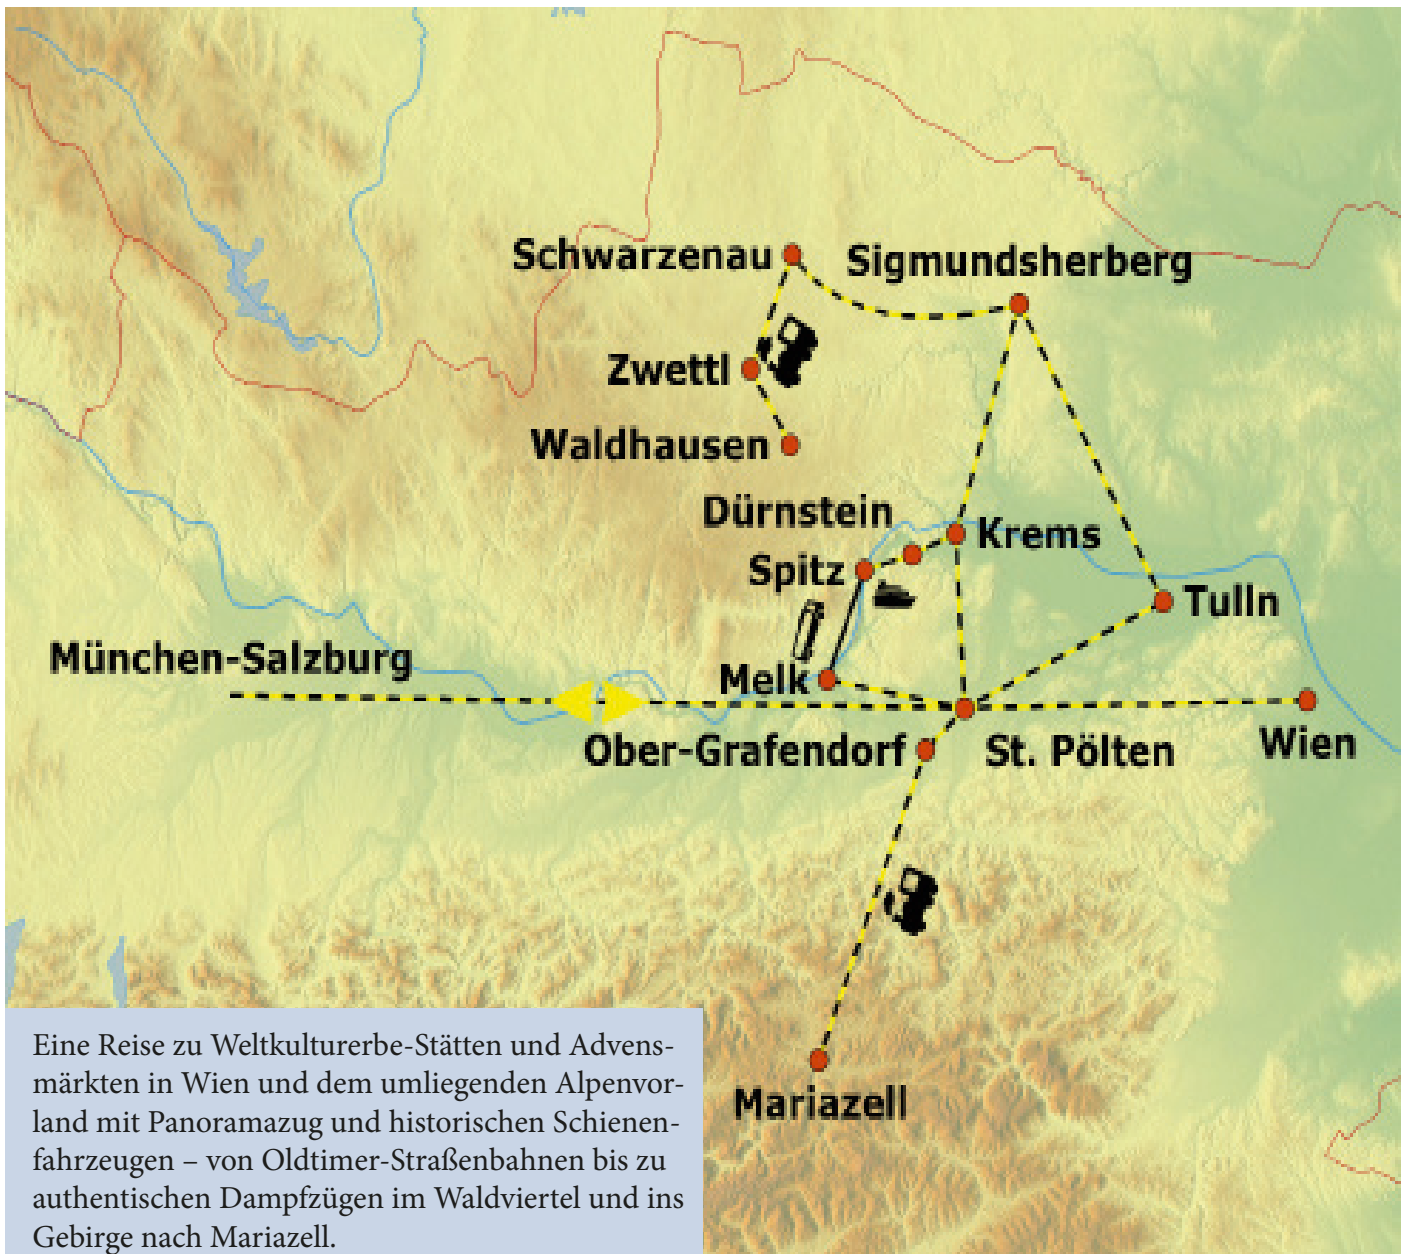 Schwarzenau
Sigmundsherberg
Zwettl
Waldhausen
Dürnstein
Krems
Spitz
Tulln
München-Salzburg
Melk
Ober-Grafendorf
St. Pölten
Wien
Mariazell
Eine Reise zu Weltkulturerbe-Stätten und Advens-
märkten in Wien und dem umliegenden Alpenvor-
land mit Panoramazug und historischen Schienen-
fahrzeugen – von Oldtimer-Straßenbahnen bis zu
authentischen Dampfzügen im Waldviertel und ins
Gebirge nach Mariazell.